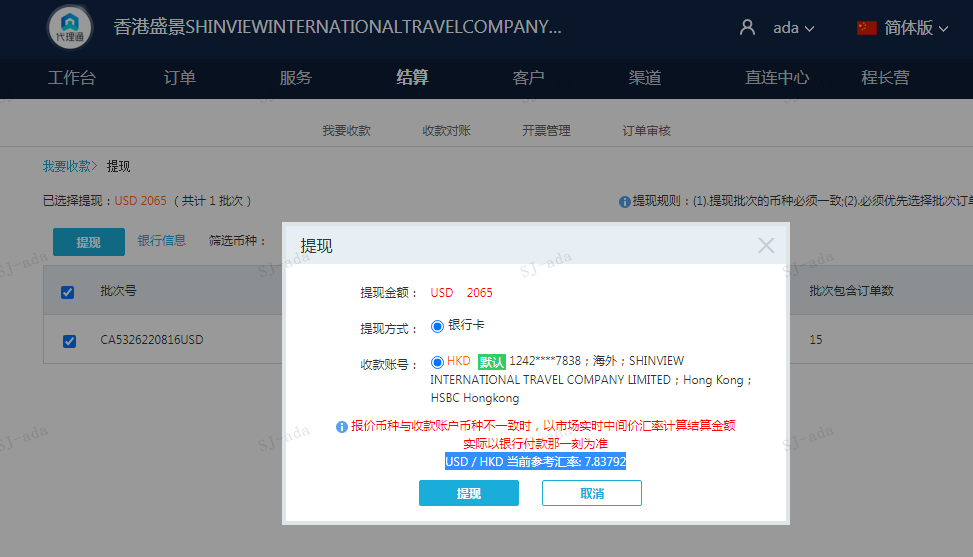 代理通
香港盛景SHINVIEWINTERNATIONALTRAVELCOMPANY...
ada
简体版
工作台 订单 服务 结算 客户 渠道 直连中心 程长营
我要收款 收款对账 开票管理 订单审核
我要收款> 提现
已选择提现：USD 2065 （ 共计 1 批次 ）
提现规则：(1).提现批次的币种必须一致;(2).必须优先选择批次订单
提现 银行信息 筛选币种：
批次号 批次包含订单数
CA5326220816USD 15
提现
提现金额： USD 2065
提现方式： 银行卡
收款账号： HKD 默认 1242****7838；海外；SHINVIEW
INTERNATIONAL TRAVEL COMPANY LIMITED；Hong Kong；
HSBC Hongkong
报价币种与收款账户币种不一致时，以市场实时中间价汇率计算结算金额
实际以银行付款那一刻为准
USD / HKD 当前参考汇率: 7.83792
提现 取消
SJ-ada
SJ-ada
SJ-ada
SJ-ada
SJ-ada
SJ-ada
SJ-ada